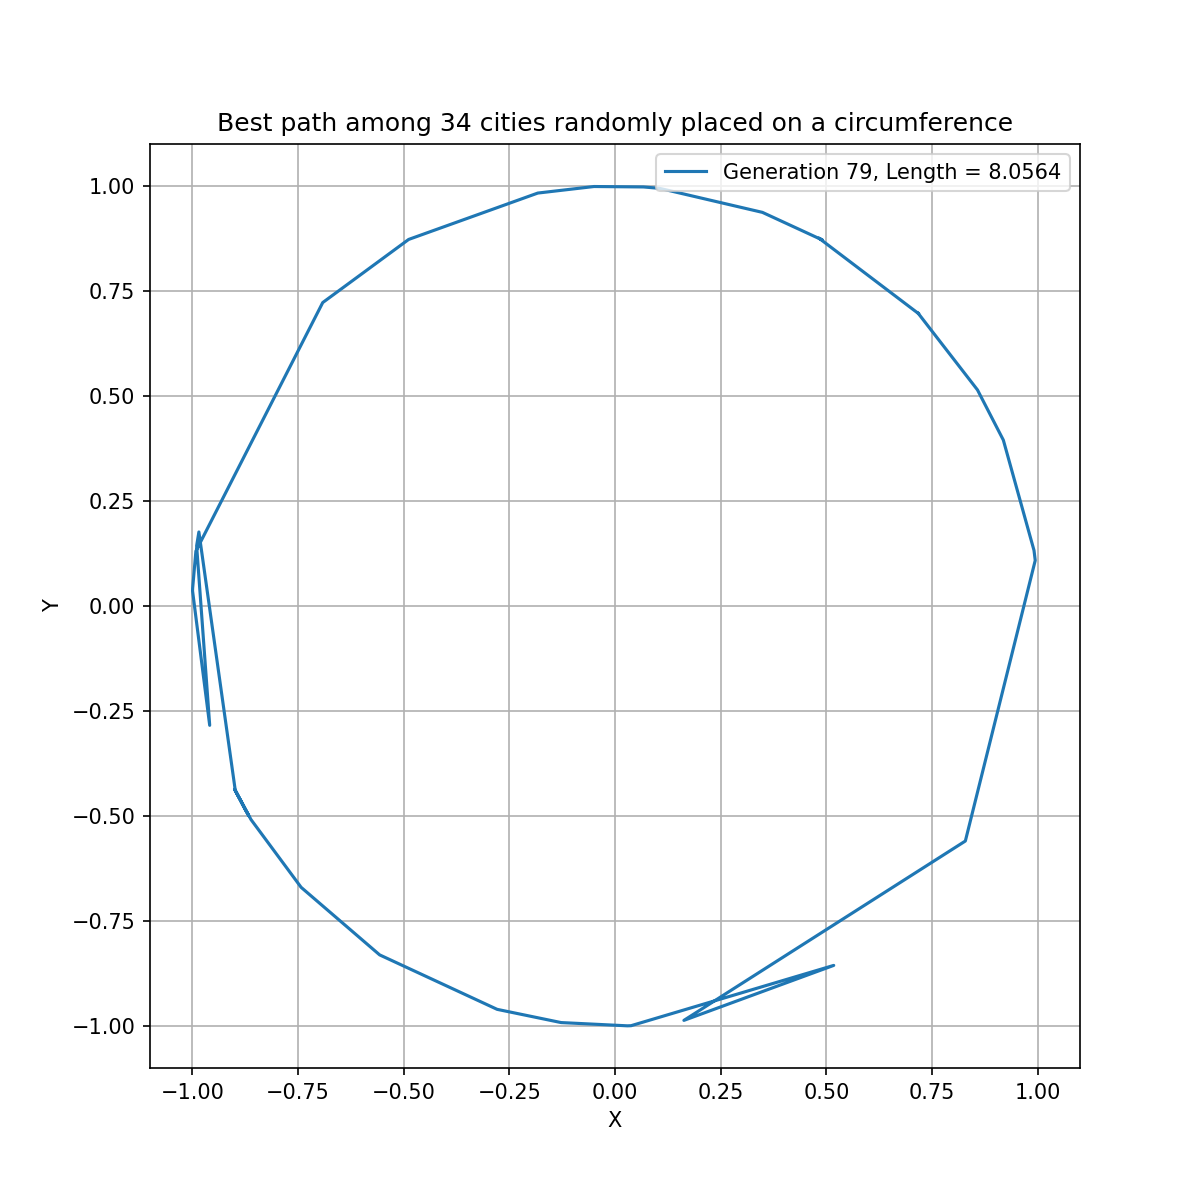 Best path among 34 cities randomly placed on a circumference
Generation 79, Length = 8.0564
1.00
0.75
0.50
0.25
0.00
−0.25
−0.50
−0.75
−1.00
Y
−1.00 −0.75 −0.50 −0.25 0.00 0.25 0.50 0.75 1.00
X